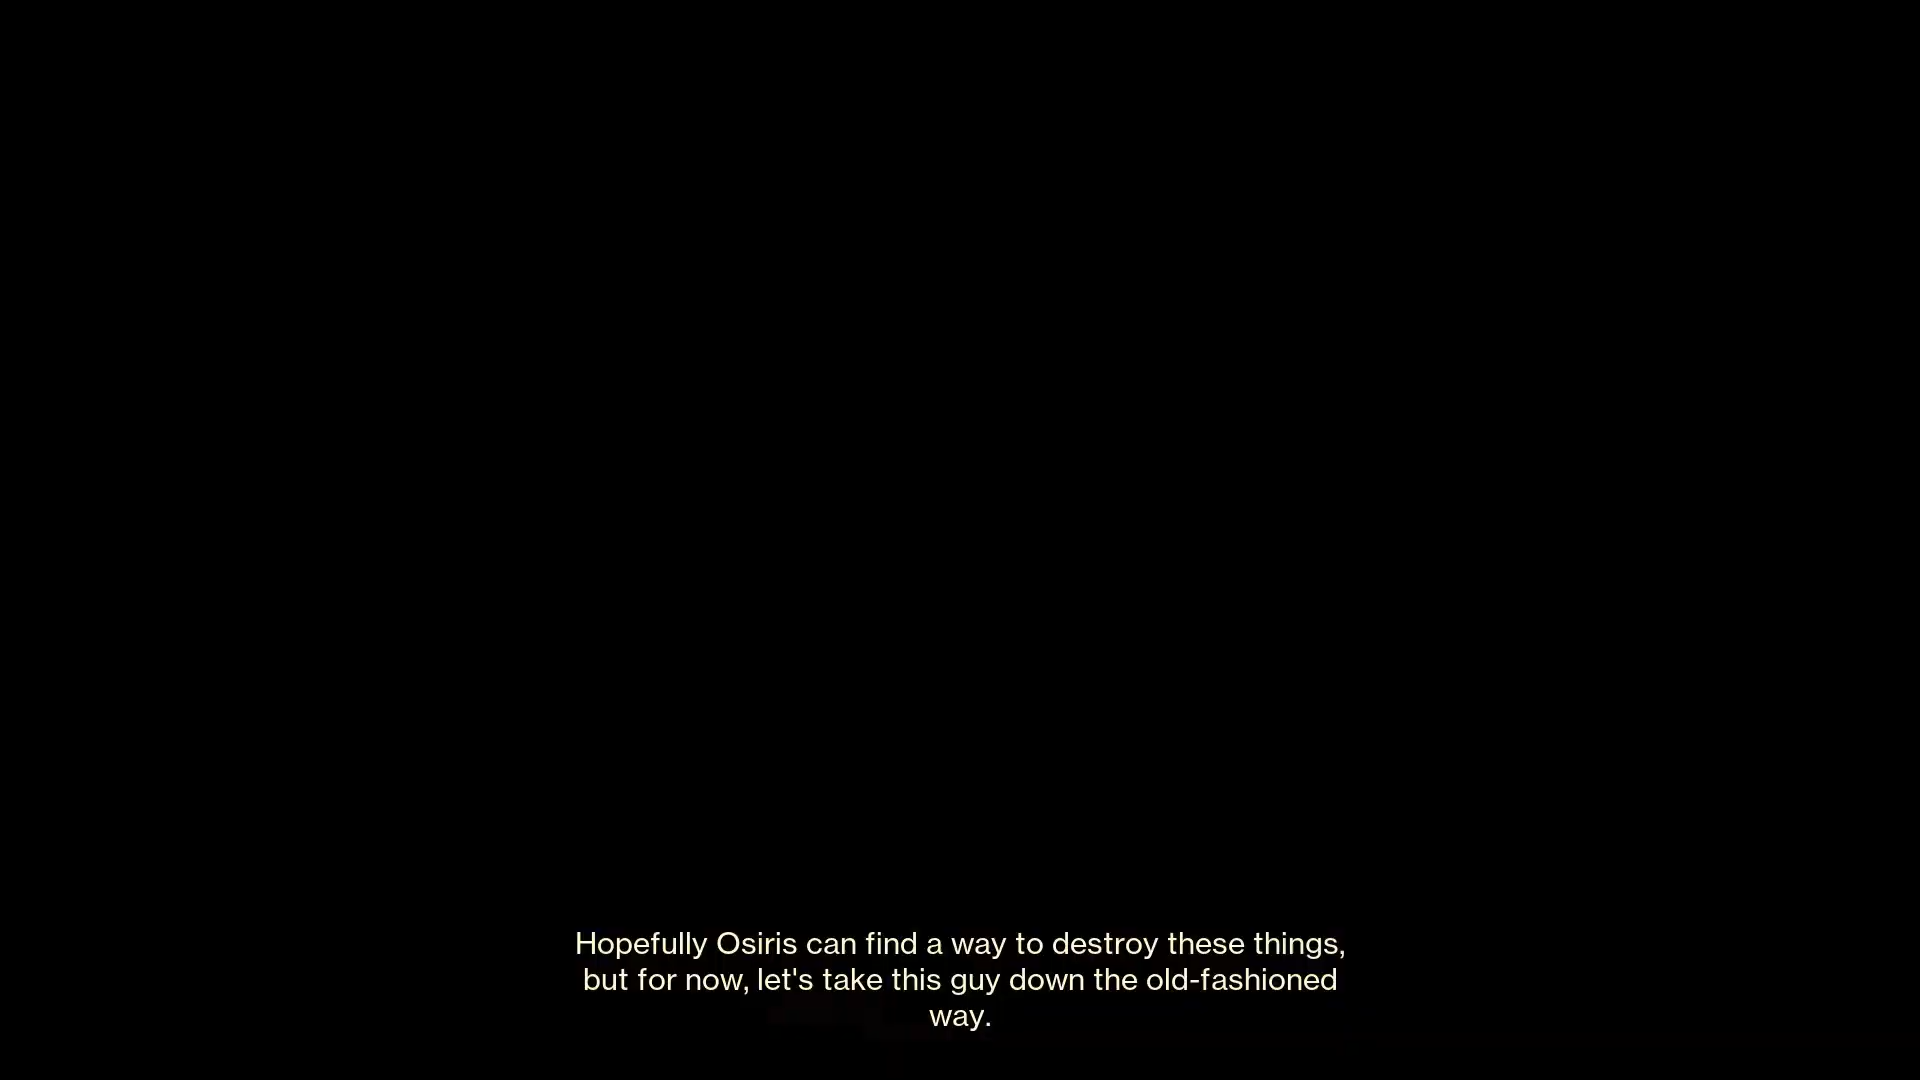 Hopefully Osiris can find a way to destroy these things,
but for now, let's take this guy down the old-fashioned
way.